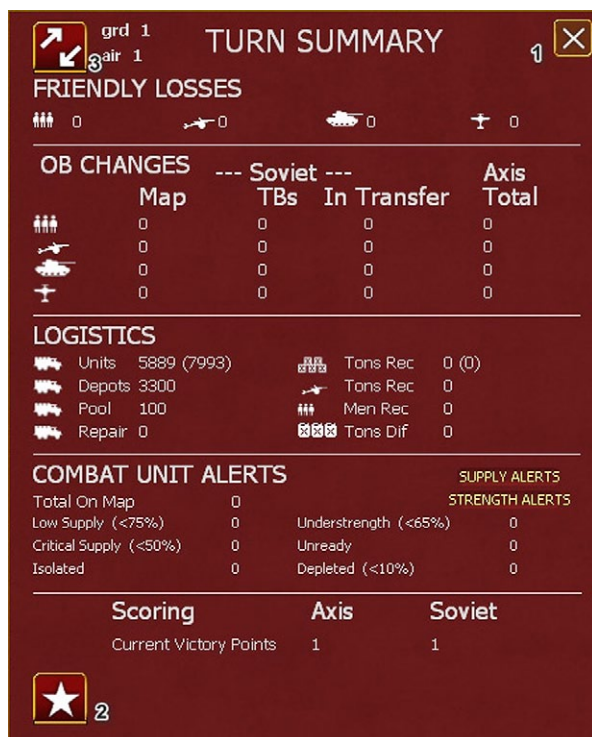 grd 1
air 1
TURN SUMMARY
1
3
FRIENDLY LOSSES
0 0 0 0
OB CHANGES --- Soviet --- Axis
Map TBs In Transfer Total
0 0 0 0
0 0 0 0
0 0 0 0
0 0 0 0
LOGISTICS
Units 5889 (7993) Tons Rec 0 (0)
Depots 3300 Tons Rec 0
Pool 100 Men Rec 0
Repair 0 Tons Dif 0
COMBAT UNIT ALERTS SUPPLY ALERTS
Total On Map 0 STRENGTH ALERTS
Low Supply (<75%) 0 Understrength (<65%) 0
Critical Supply (<50%) 0 Unready 0
Isolated 0 Depleted (<10%) 0
Scoring Axis Soviet
Current Victory Points 1 1
2